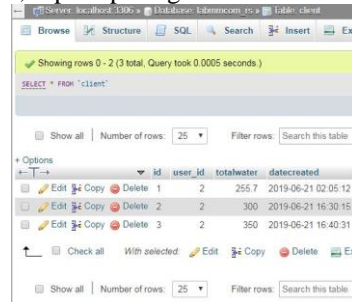 Server: localhost:3306 » Database: labmmcom_rs » Table: client
Browse Structure SQL Search Insert
Showing rows 0 - 2 (3 total, Query took 0.0005 seconds.)
SELECT * FROM `client`
Show all Number of rows: 25 Filter rows: Search this table
+ Options
id user_id totalwater datecreated
Edit Copy Delete 1 2 255.7 2019-06-21 02:05:12
Edit Copy Delete 2 2 300 2019-06-21 16:30:15
Edit Copy Delete 3 2 350 2019-06-21 16:40:31
Check all With selected: Edit Copy Delete
Show all Number of rows: 25 Filter rows: Search this table